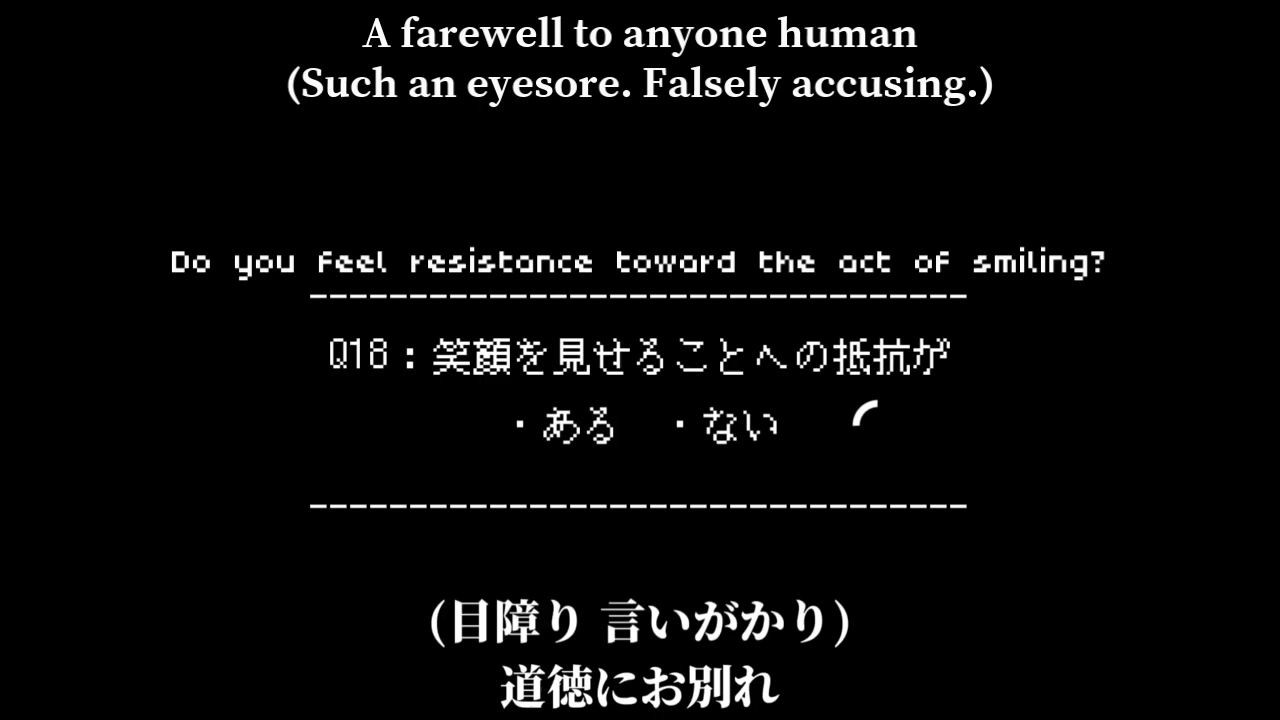 A farewell to anyone human
(Such an eyesore. Falsely accusing.)
Do you feel resistance toward the act of smiling?
--------------------------------
Q18：笑顔を見せることへの抵抗が
・ある ・ない
--------------------------------
(目障り 言いがかり)
道徳にお別れ